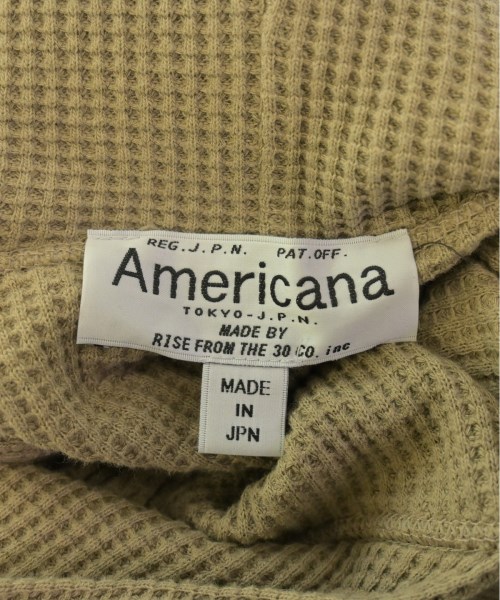 REG. J.P.N. PAT. OFF.
Americana
TOKYO-J.P.N.
MADE BY
RISE FROM THE 30 CO. inc
MADE
IN
JPN